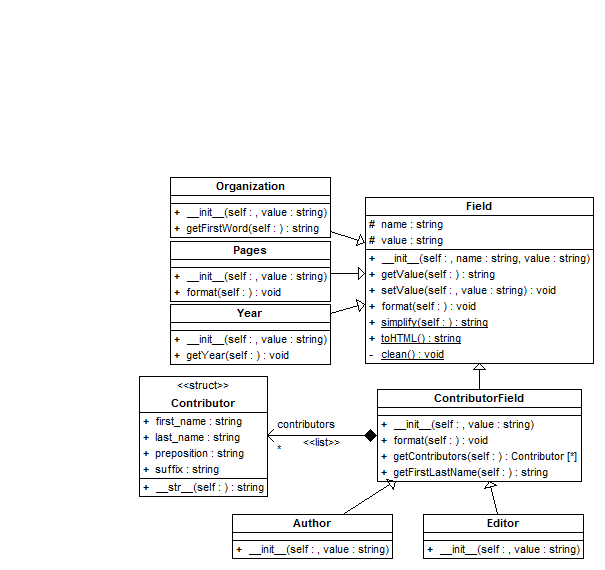 Organization
+ __init__(self : , value : string)
+ getFirstWord(self : ) : string
Pages
+ __init__(self : , value : string)
+ format(self : ) : void
Year
+ __init__(self : , value : string)
+ getYear(self : ) : void
Field
# name : string
# value : string
+ __init__(self : , name : string, value : string)
+ getValue(self : ) : string
+ setValue(self : , value : string) : void
+ format(self : ) : void
+ simplify(self : ) : string
+ toHTML() : string
- clean() : void
<<struct>>
Contributor
+ first_name : string
+ last_name : string
+ preposition : string
+ suffix : string
+ __str__(self : ) : string
contributors
*
<<list>>
ContributorField
+ __init__(self : , value : string)
+ format(self : ) : void
+ getContributors(self : ) : Contributor [*]
+ getFirstLastName(self : ) : string
Author
+ __init__(self : , value : string)
Editor
+ __init__(self : , value : string)